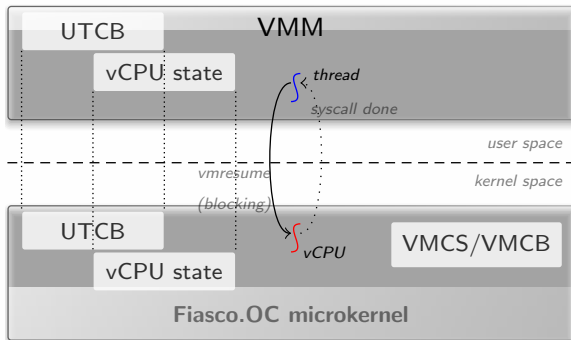 UTCB
VMM
vCPU state
thread
syscall done
user space
vmresume
kernel space
(blocking)
UTCB
vCPU
VMCS/VMCB
vCPU state
Fiasco.OC microkernel